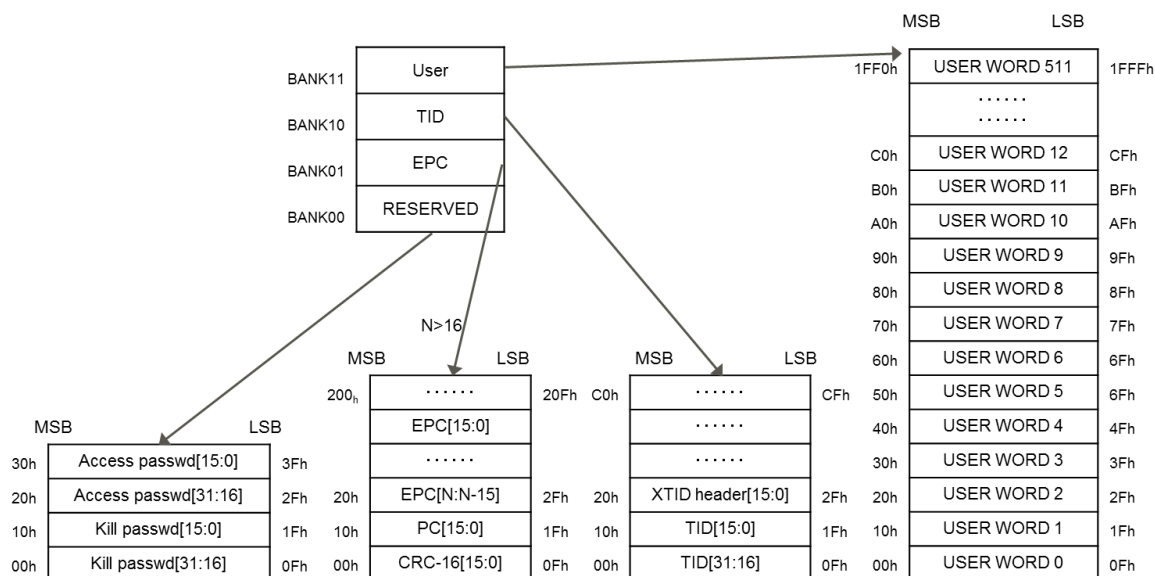 MSB LSB
BANK11 User 1FF0h USER WORD 511 1FFFh
······
······
BANK10 TID
C0h USER WORD 12 CFh
BANK01 EPC
B0h USER WORD 11 BFh
BANK00 RESERVED
A0h USER WORD 10 AFh
90h USER WORD 9 9Fh
80h USER WORD 8 8Fh
N>16 70h USER WORD 7 7Fh
MSB LSB MSB LSB 60h USER WORD 6 6Fh
200h ······ 20Fh C0h ······ CFh 50h USER WORD 5 6Fh
MSB LSB EPC[15:0] ······ 40h USER WORD 4 4Fh
30h Access passwd[15:0] 3Fh ······ ······ 30h USER WORD 3 3Fh
20h Access passwd[31:16] 2Fh 20h EPC[N:N-15] 2Fh 20h XTID header[15:0] 2Fh 20h USER WORD 2 2Fh
10h Kill passwd[15:0] 1Fh 10h PC[15:0] 1Fh 10h TID[15:0] 1Fh 10h USER WORD 1 1Fh
00h Kill passwd[31:16] 0Fh 00h CRC-16[15:0] 0Fh 00h TID[31:16] 0Fh 00h USER WORD 0 0Fh